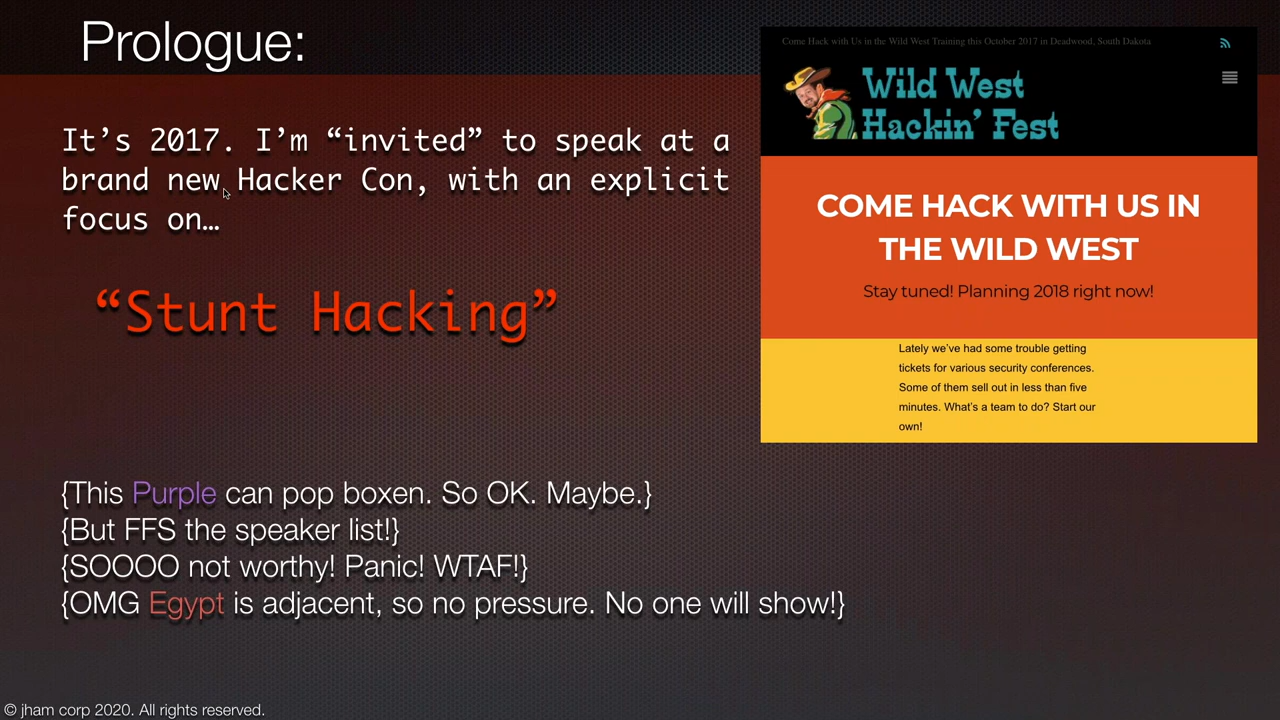 Prologue:
It's 2017. I'm “invited” to speak at a
brand new Hacker Con, with an explicit
focus on…
“Stunt Hacking”
{This Purple can pop boxen. So OK. Maybe.}
{But FFS the speaker list!}
{SOOOO not worthy! Panic! WTAF!}
{OMG Egypt is adjacent, so no pressure. No one will show!}
Come Hack with Us in the Wild West Training this October 2017 in Deadwood, South Dakota
Wild West
Hackin' Fest
COME HACK WITH US IN
THE WILD WEST
Stay tuned! Planning 2018 right now!
Lately we've had some trouble getting
tickets for various security conferences.
Some of them sell out in less than five
minutes. What's a team to do? Start our
own!
© jham corp 2020. All rights reserved.